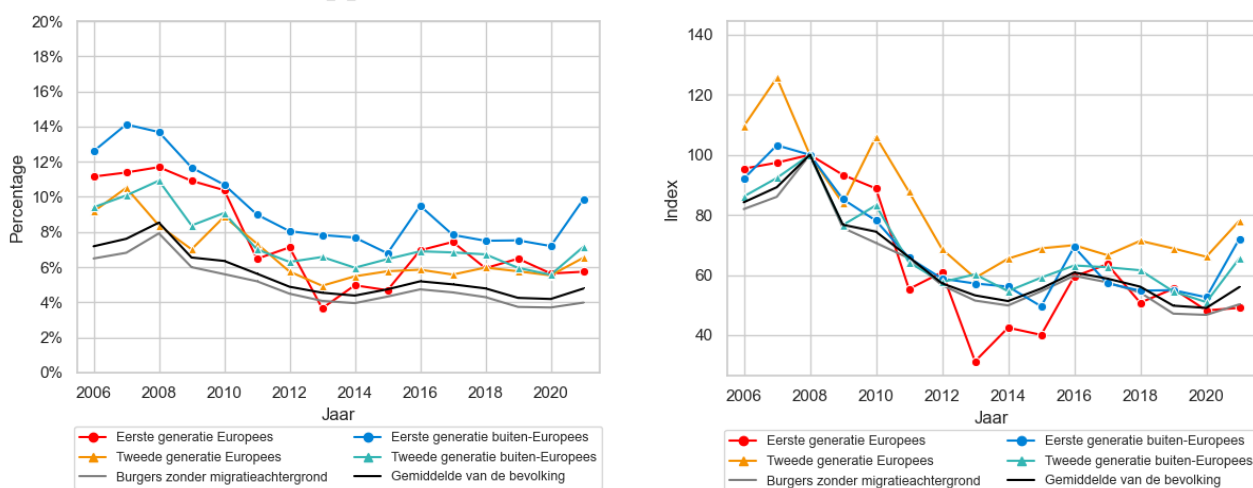 20%
18%
16%
14%
12%
10%
8%
6%
4%
2%
0%
Percentage
2006 2008 2010 2012 2014 2016 2018 2020
Jaar
Eerste generatie Europees
Eerste generatie buiten-Europees
Tweede generatie Europees
Tweede generatie buiten-Europees
Burgers zonder migratieachtergrond
Gemiddelde van de bevolking
140
120
100
80
60
40
Index
2006 2008 2010 2012 2014 2016 2018 2020
Jaar
Eerste generatie Europees
Eerste generatie buiten-Europees
Tweede generatie Europees
Tweede generatie buiten-Europees
Burgers zonder migratieachtergrond
Gemiddelde van de bevolking